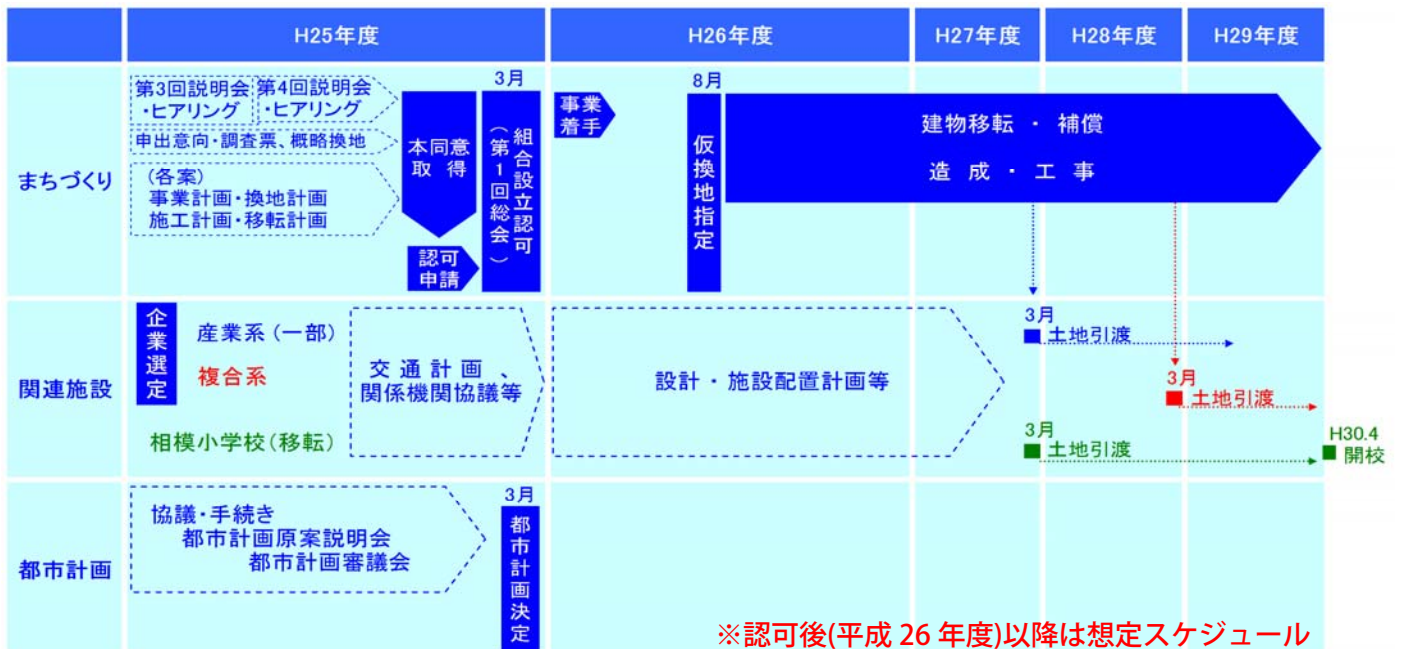 H25年度
H26年度
H27年度
H28年度
H29年度
まちづくり
第3回説明会
・ヒアリング
第4回説明会
・ヒアリング
申出意向・調査票、概略換地
(各案)
事業計画・換地計画
施工計画・移転計画
本同意
取得
認可
申請
3月
組合設立認可
(第1回総会)
事業
着手
8月
仮換地指定
建物移転 ・ 補償
造成・工事
関連施設
企業選定
産業系(一部)
複合系
相模小学校(移転)
交通計画、
関係機関協議等
設計・施設配置計画等
3月
土地引渡
3月
土地引渡
3月
土地引渡
H30.4
開校
都市計画
協議・手続き
都市計画原案説明会
都市計画審議会
3月
都市計画決定
※認可後(平成 26 年度)以降は想定スケジュール